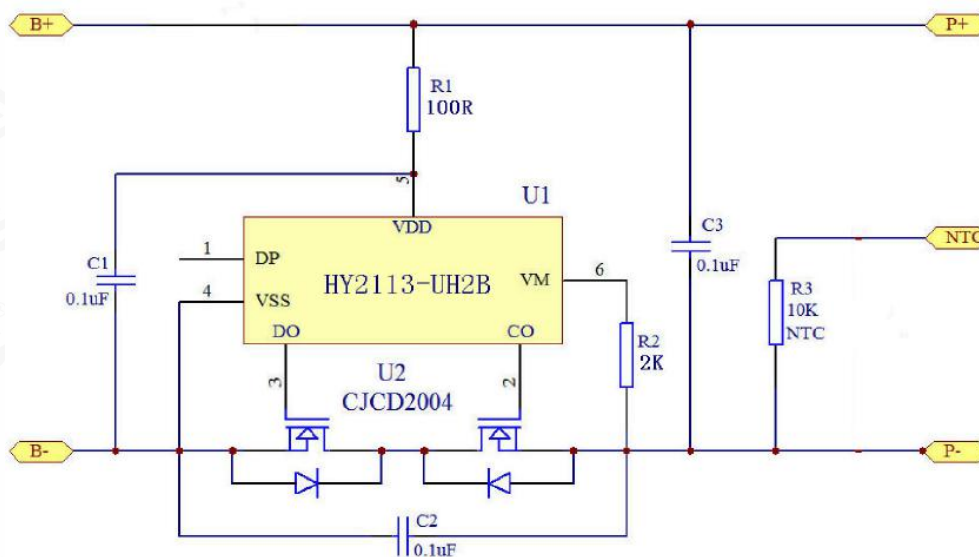 B+
P+
R1
100R
5
U1
VDD
C3
0.1uF
NTC
1
DP
C1
0.1uF
HY2113-UH2B
VM
6
4
VSS
R3
10K
NTC
DO
CO
R2
2K
3
U2
CJCD2004
2
B-
P-
C2
0.1uF